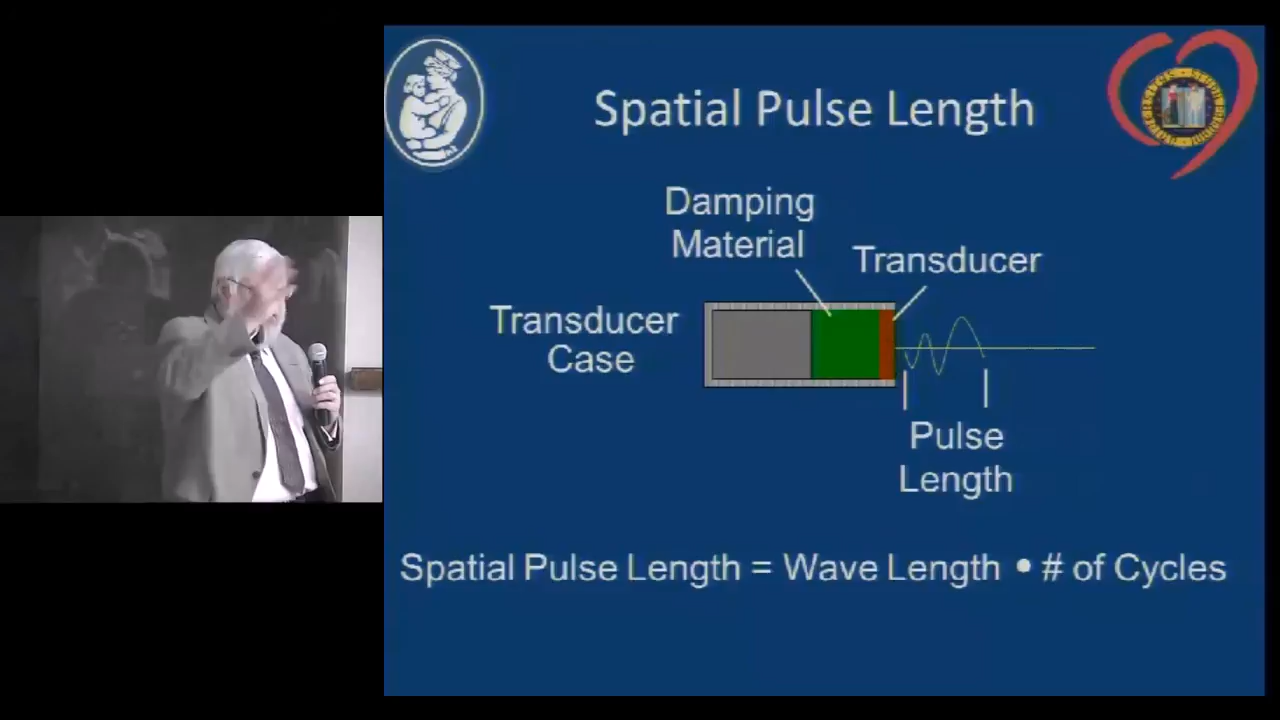 Spatial Pulse Length
Damping
Material
Transducer
Transducer
Case
Pulse
Length
Spatial Pulse Length = Wave Length • # of Cycles